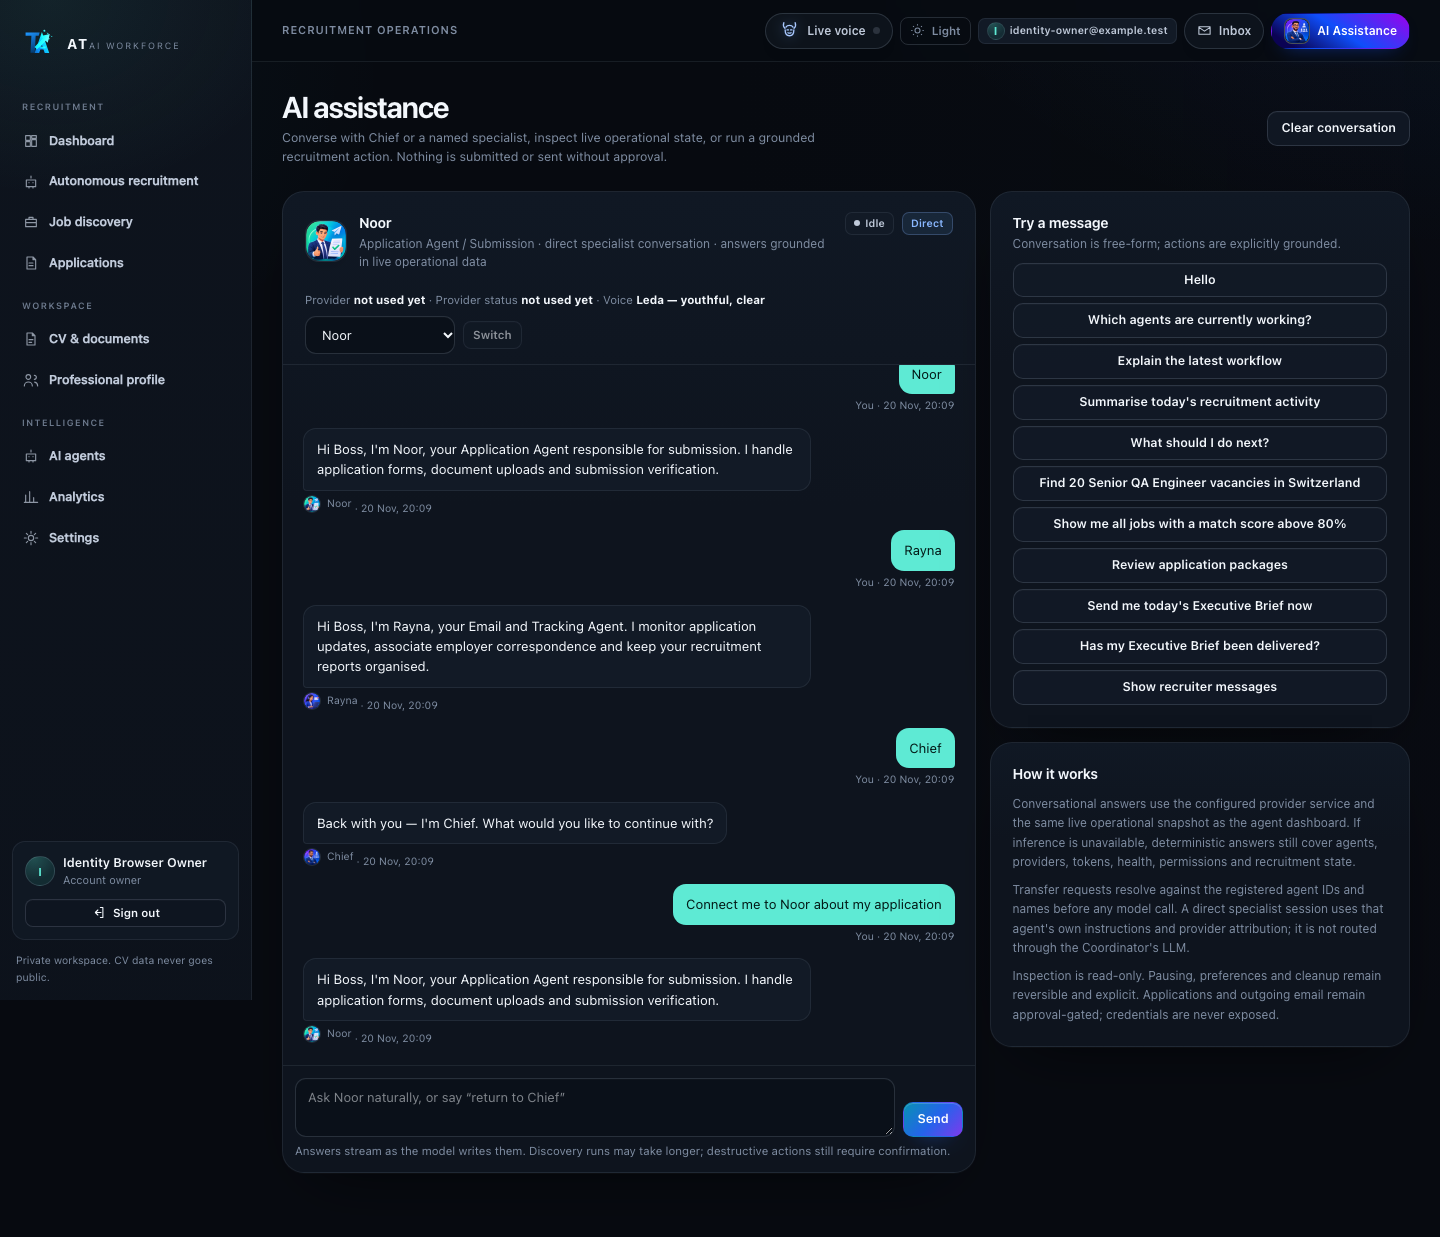 AT AI WORKFORCE
RECRUITMENT
Dashboard
Autonomous recruitment
Job discovery
Applications
WORKSPACE
CV & documents
Professional profile
INTELLIGENCE
AI agents
Analytics
Settings
I
Identity Browser Owner
Account owner
Sign out
Private workspace. CV data never goes
public.
RECRUITMENT OPERATIONS
Live voice
Light
I identity-owner@example.test
Inbox
AI Assistance
AI assistance
Converse with Chief or a named specialist, inspect live operational state, or run a grounded
recruitment action. Nothing is submitted or sent without approval.
Clear conversation
Noor
Idle
Direct
Application Agent / Submission · direct specialist conversation · answers grounded
in live operational data
Provider not used yet · Provider status not used yet · Voice Leda — youthful, clear
Noor
Switch
Noor
You · 20 Nov, 20:09
Hi Boss, I'm Noor, your Application Agent responsible for submission. I handle
application forms, document uploads and submission verification.
Noor · 20 Nov, 20:09
Rayna
You · 20 Nov, 20:09
Hi Boss, I'm Rayna, your Email and Tracking Agent. I monitor application
updates, associate employer correspondence and keep your recruitment
reports organised.
Rayna · 20 Nov, 20:09
Chief
You · 20 Nov, 20:09
Back with you — I'm Chief. What would you like to continue with?
Chief · 20 Nov, 20:09
Connect me to Noor about my application
You · 20 Nov, 20:09
Hi Boss, I'm Noor, your Application Agent responsible for submission. I handle
application forms, document uploads and submission verification.
Noor · 20 Nov, 20:09
Ask Noor naturally, or say “return to Chief”
Send
Answers stream as the model writes them. Discovery runs may take longer; destructive actions still require confirmation.
Try a message
Conversation is free-form; actions are explicitly grounded.
Hello
Which agents are currently working?
Explain the latest workflow
Summarise today's recruitment activity
What should I do next?
Find 20 Senior QA Engineer vacancies in Switzerland
Show me all jobs with a match score above 80%
Review application packages
Send me today's Executive Brief now
Has my Executive Brief been delivered?
Show recruiter messages
How it works
Conversational answers use the configured provider service and
the same live operational snapshot as the agent dashboard. If
inference is unavailable, deterministic answers still cover agents,
providers, tokens, health, permissions and recruitment state.
Transfer requests resolve against the registered agent IDs and
names before any model call. A direct specialist session uses that
agent's own instructions and provider attribution; it is not routed
through the Coordinator's LLM.
Inspection is read-only. Pausing, preferences and cleanup remain
reversible and explicit. Applications and outgoing email remain
approval-gated; credentials are never exposed.